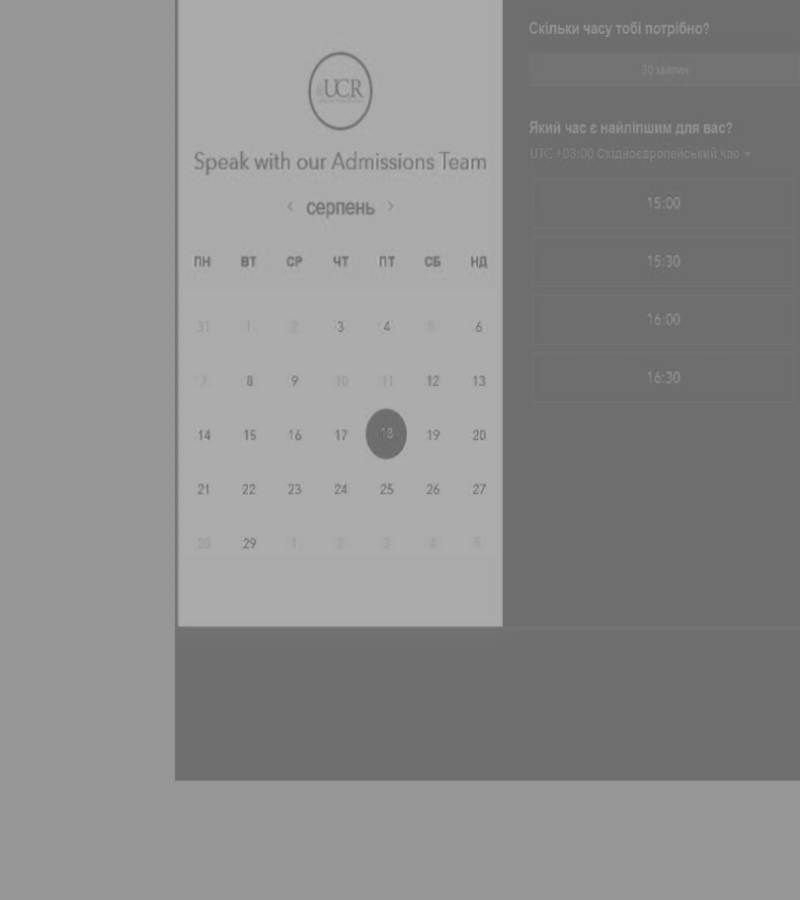 UCR
Speak with our Admissions Team
< серпень >
ПН ВТ СР ЧТ ПТ СБ НД
31 1 2 3 4 5 6
7 8 9 10 11 12 13
14 15 16 17 18 19 20
21 22 23 24 25 26 27
28 29 1 2 3 4 5
Скільки часу тобі потрібно?
30 хвилин
Який час є найліпшим для вас?
UTC +03:00 Східноєвропейський час
15:00
15:30
16:00
16:30